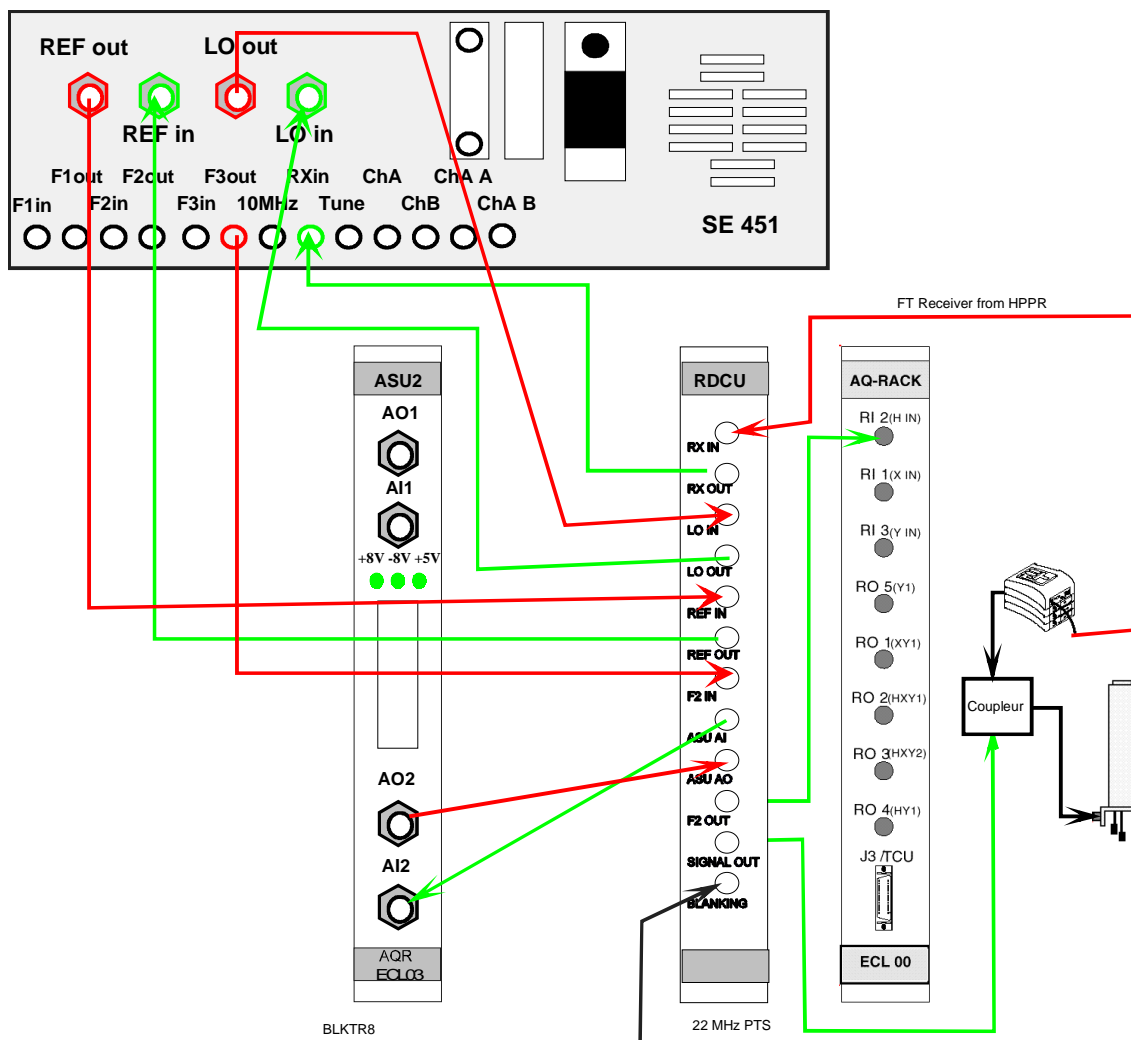 REF out
LO out
REF in
LO in
F1out F2out F3out RXin ChA ChA A
F1in F2in F3in 10MHz Tune ChB ChA B
SE 451
FT Receiver from HPPR
ASU2
AO1
AI1
+8V -8V +5V
AO2
AI2
AQR
ECL03
BLKTR8
RDCU
RX IN
RX OUT
LO IN
LO OUT
REF IN
REF OUT
F2 IN
ASU AI
ASU AO
F2 OUT
SIGNAL OUT
BLANKING
22 MHz PTS
AQ-RACK
RI 2(H IN)
RI 1(X IN)
RI 3(Y IN)
RO 5(Y1)
RO 1(XY1)
RO 2(HXY1)
RO 3(HXY2)
RO 4(HY1)
J3 /TCU
ECL 00
Coupleur